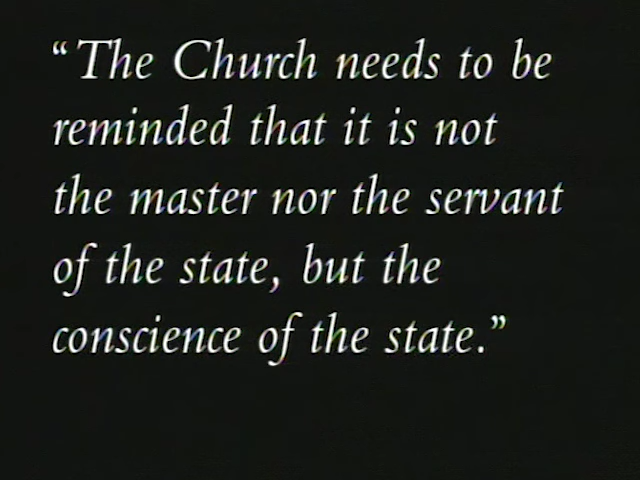 “The Church needs to be
reminded that it is not
the master nor the servant
of the state, but the
conscience of the state.”